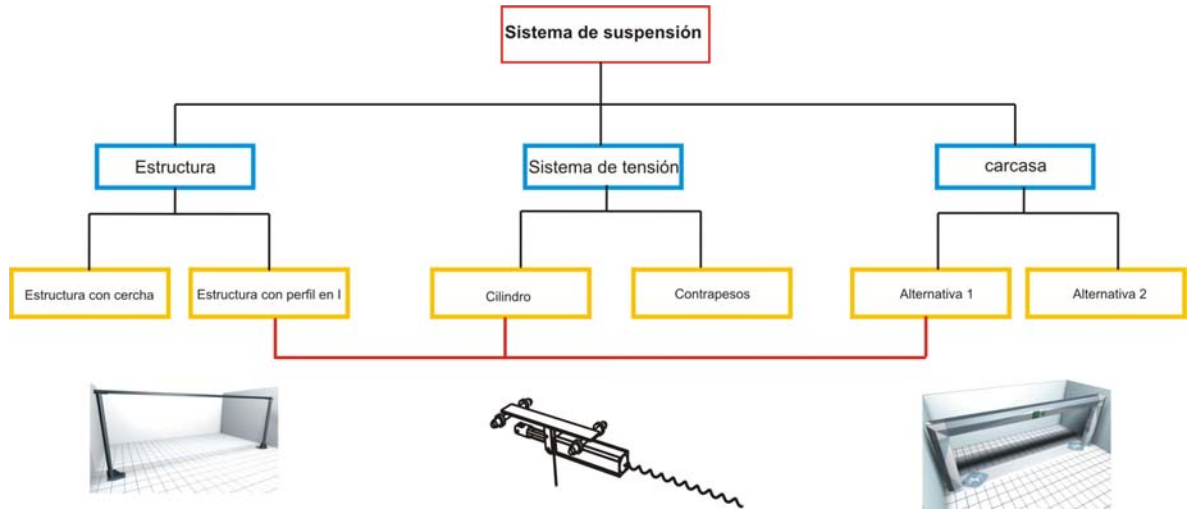 Sistema de suspensión
Estructura
Sistema de tensión
carcasa
Estructura con cercha
Estructura con perfil en I
Cilindro
Contrapesos
Alternativa 1
Alternativa 2